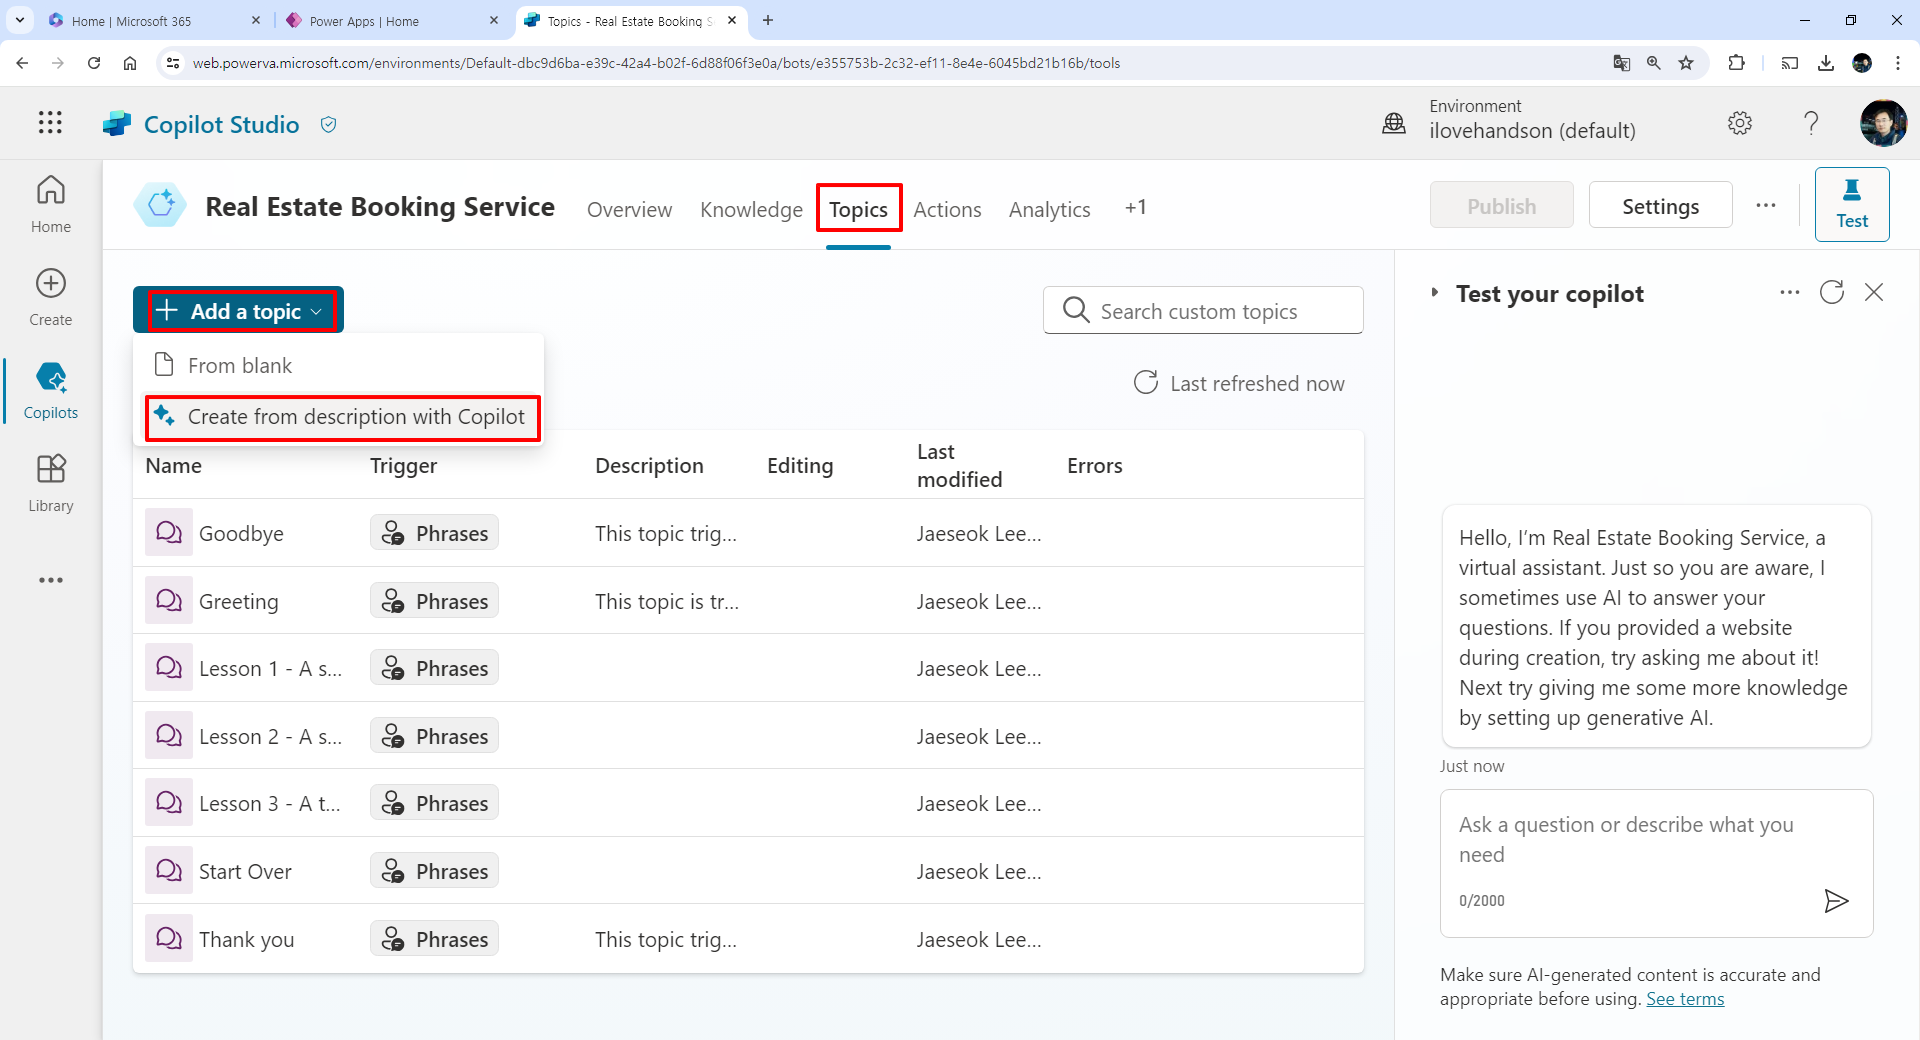 Home | Microsoft 365
Power Apps | Home
Topics - Real Estate Booking S
web.powerva.microsoft.com/environments/Default-dbc9d6ba-e39c-42a4-b02f-6d88f06f3e0a/bots/e355753b-2c32-ef11-8e4e-6045bd21b16b/tools
Copilot Studio
Environment
ilovehandson (default)
Home
Create
Copilots
Library
Real Estate Booking Service
Overview
Knowledge
Topics
Actions
Analytics
+1
Publish
Settings
Test
Add a topic
From blank
Create from description with Copilot
Search custom topics
Last refreshed now
Name Trigger Description Editing Last modified Errors
Goodbye Phrases This topic trig... Jaeseok Lee...
Greeting Phrases This topic is tr... Jaeseok Lee...
Lesson 1 - A s... Phrases Jaeseok Lee...
Lesson 2 - A s... Phrases Jaeseok Lee...
Lesson 3 - A t... Phrases Jaeseok Lee...
Start Over Phrases Jaeseok Lee...
Thank you Phrases This topic trig... Jaeseok Lee...
Test your copilot
Hello, I'm Real Estate Booking Service, a
virtual assistant. Just so you are aware, I
sometimes use AI to answer your
questions. If you provided a website
during creation, try asking me about it!
Next try giving me some more knowledge
by setting up generative AI.
Just now
Ask a question or describe what you
need
0/2000
Make sure AI-generated content is accurate and
appropriate before using. See terms